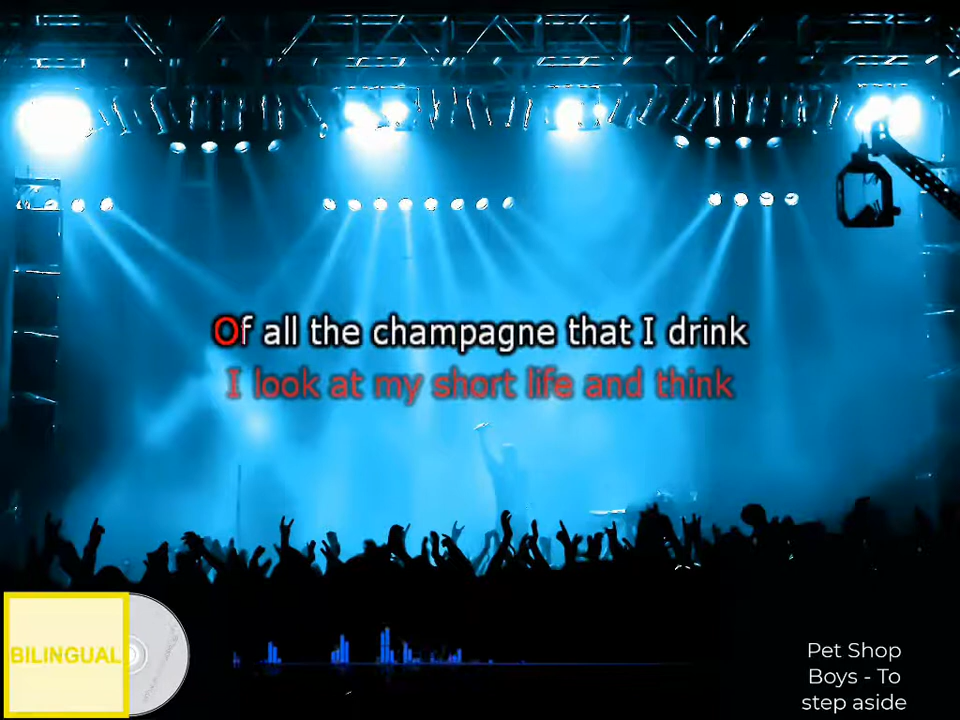 Of all the champagne that I drink
I look at my short life and think
BILINGUAL
Pet Shop
Boys - To
step aside